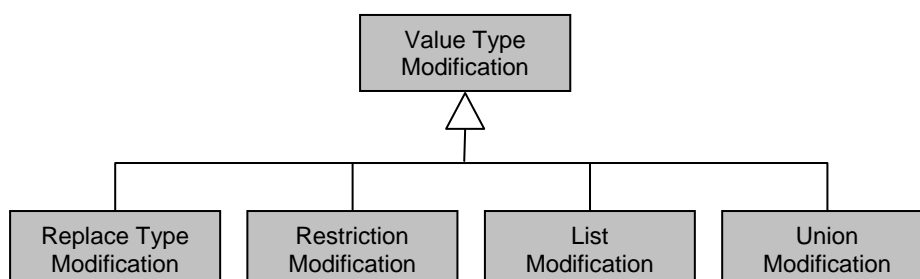 Value Type
Modification
Replace Type
Modification
Restriction
Modification
List
Modification
Union
Modification